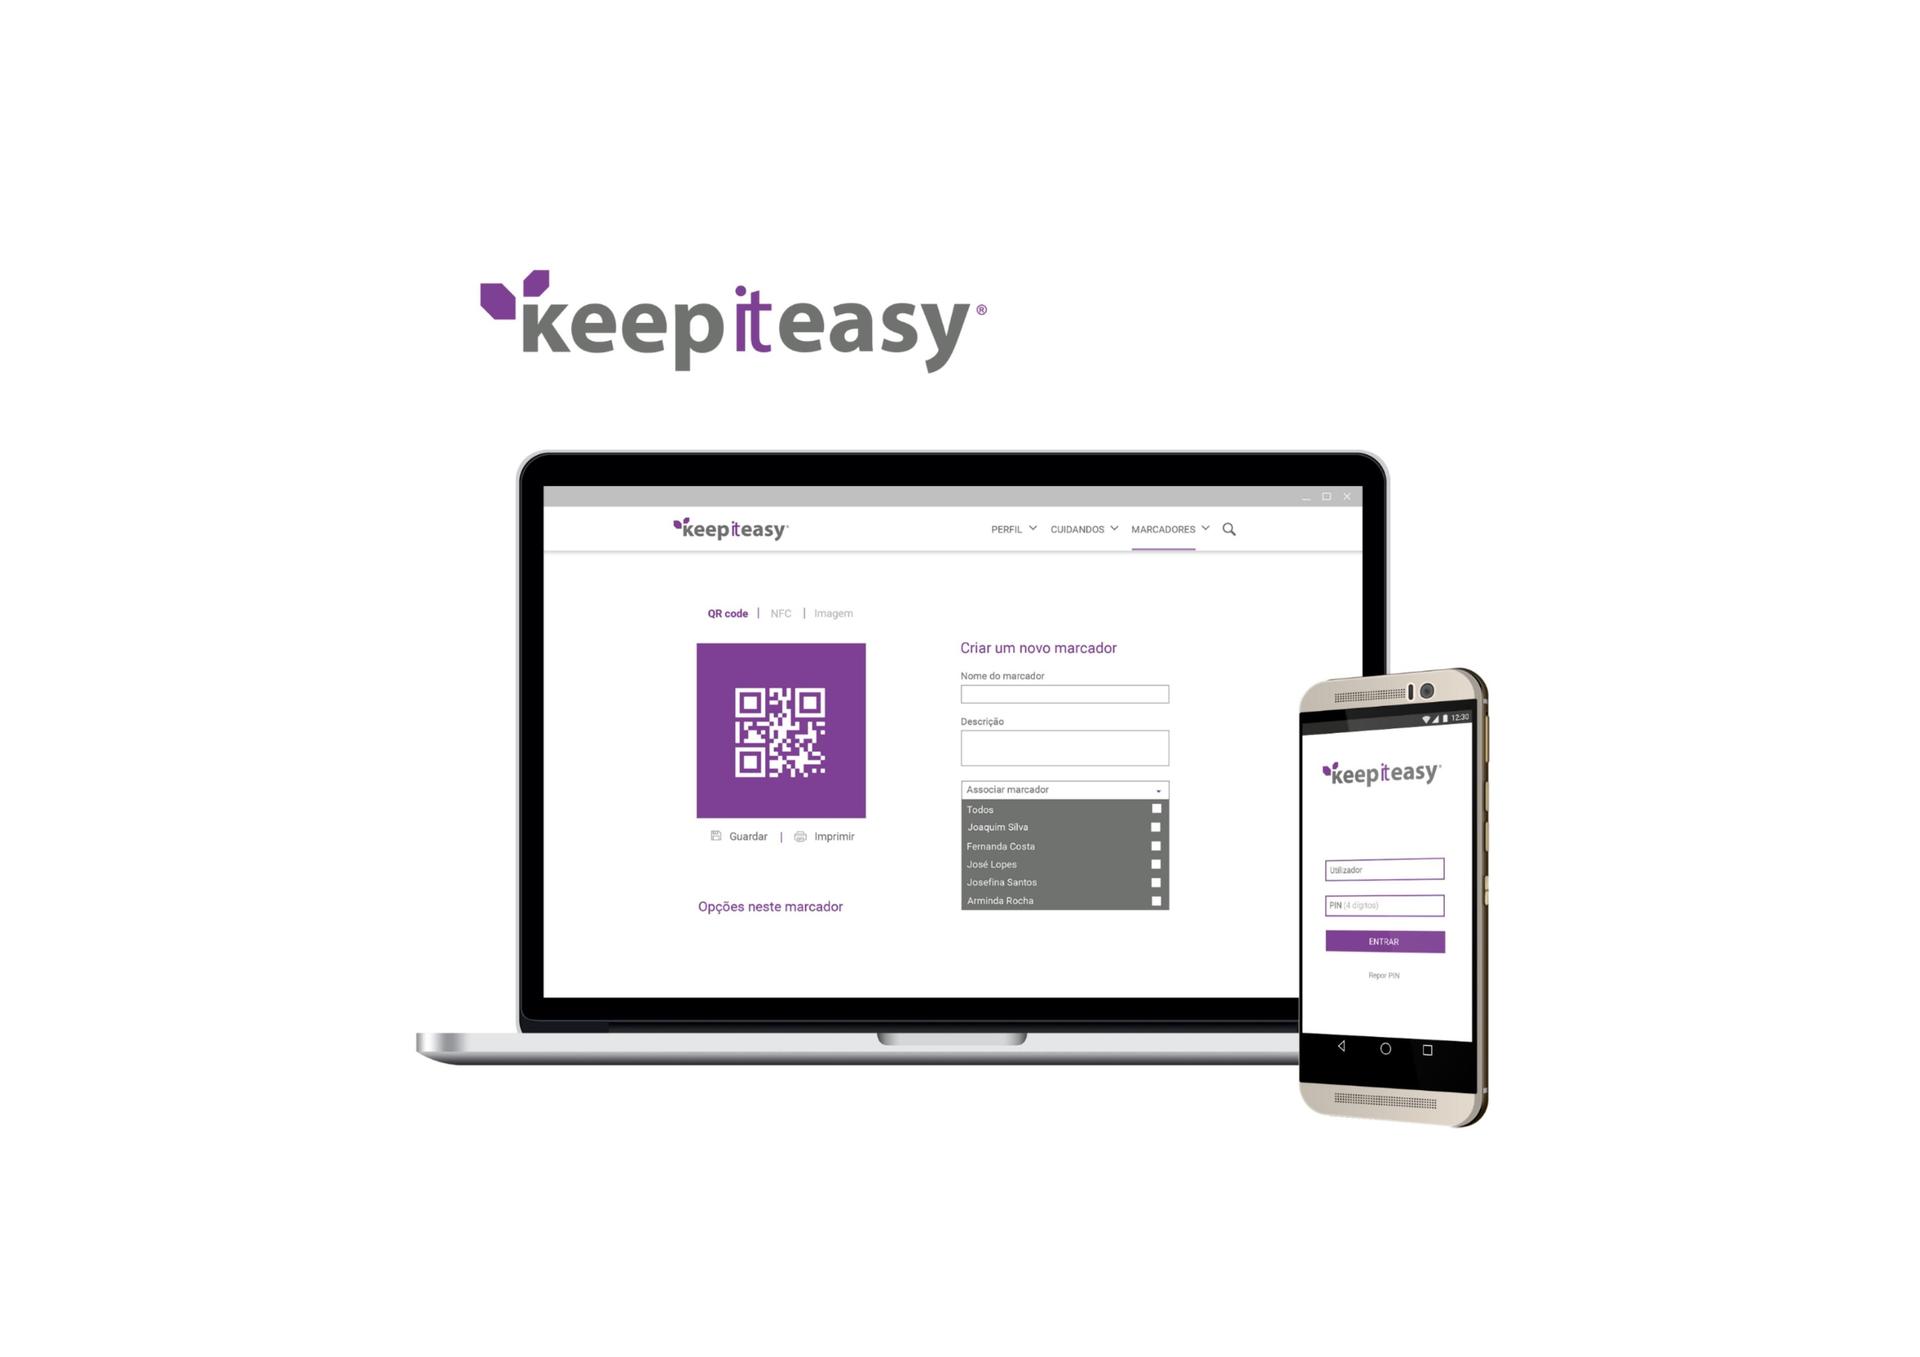 keepiteasy®
keepiteasy
PERFIL CUIDANDOS MARCADORES
QR code | NFC | Imagem
Guardar | Imprimir
Opções neste marcador
Criar um novo marcador
Nome do marcador
Descrição
Associar marcador
Todos
Joaquim Silva
Fernanda Costa
José Lopes
Josefina Santos
Arminda Rocha
12:30
keepiteasy
Utilizador
PIN (4 dígitos)
ENTRAR
Repor PIN